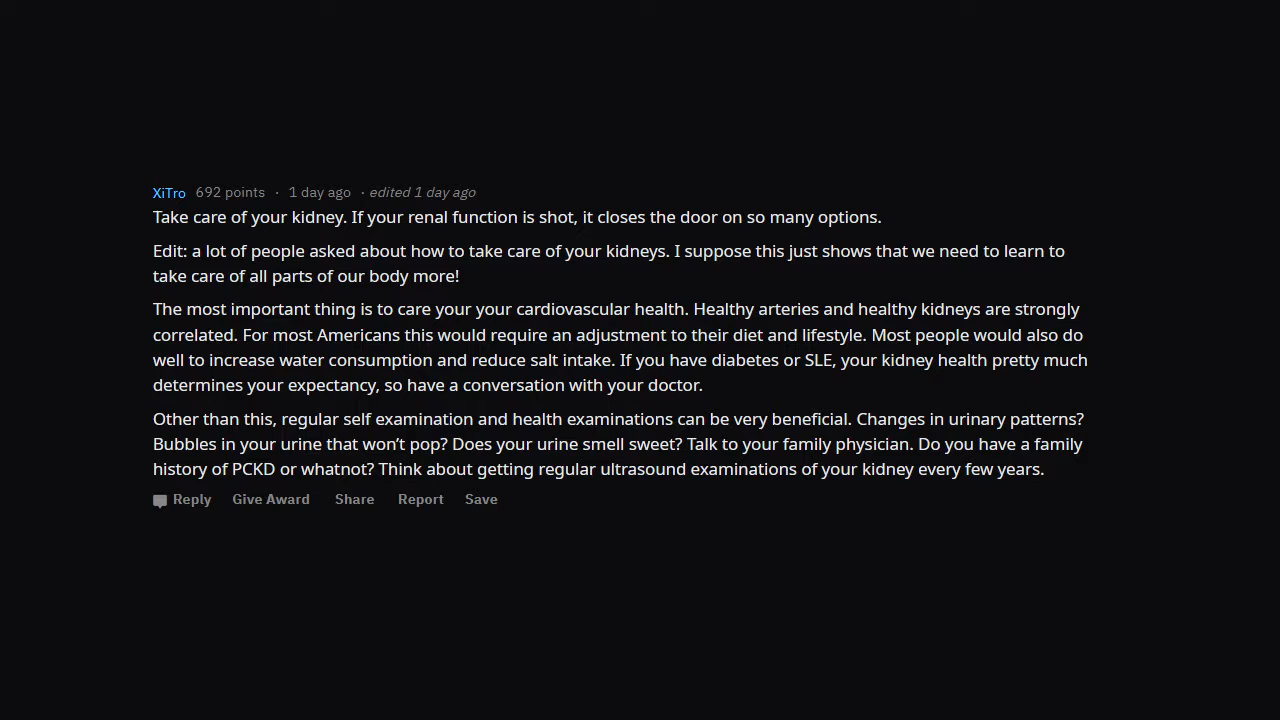 XiTro 692 points · 1 day ago · edited 1 day ago
Take care of your kidney. If your renal function is shot, it closes the door on so many options.
Edit: a lot of people asked about how to take care of your kidneys. I suppose this just shows that we need to learn to
take care of all parts of our body more!
The most important thing is to care your your cardiovascular health. Healthy arteries and healthy kidneys are strongly
correlated. For most Americans this would require an adjustment to their diet and lifestyle. Most people would also do
well to increase water consumption and reduce salt intake. If you have diabetes or SLE, your kidney health pretty much
determines your expectancy, so have a conversation with your doctor.
Other than this, regular self examination and health examinations can be very beneficial. Changes in urinary patterns?
Bubbles in your urine that won’t pop? Does your urine smell sweet? Talk to your family physician. Do you have a family
history of PCKD or whatnot? Think about getting regular ultrasound examinations of your kidney every few years.
Reply Give Award Share Report Save